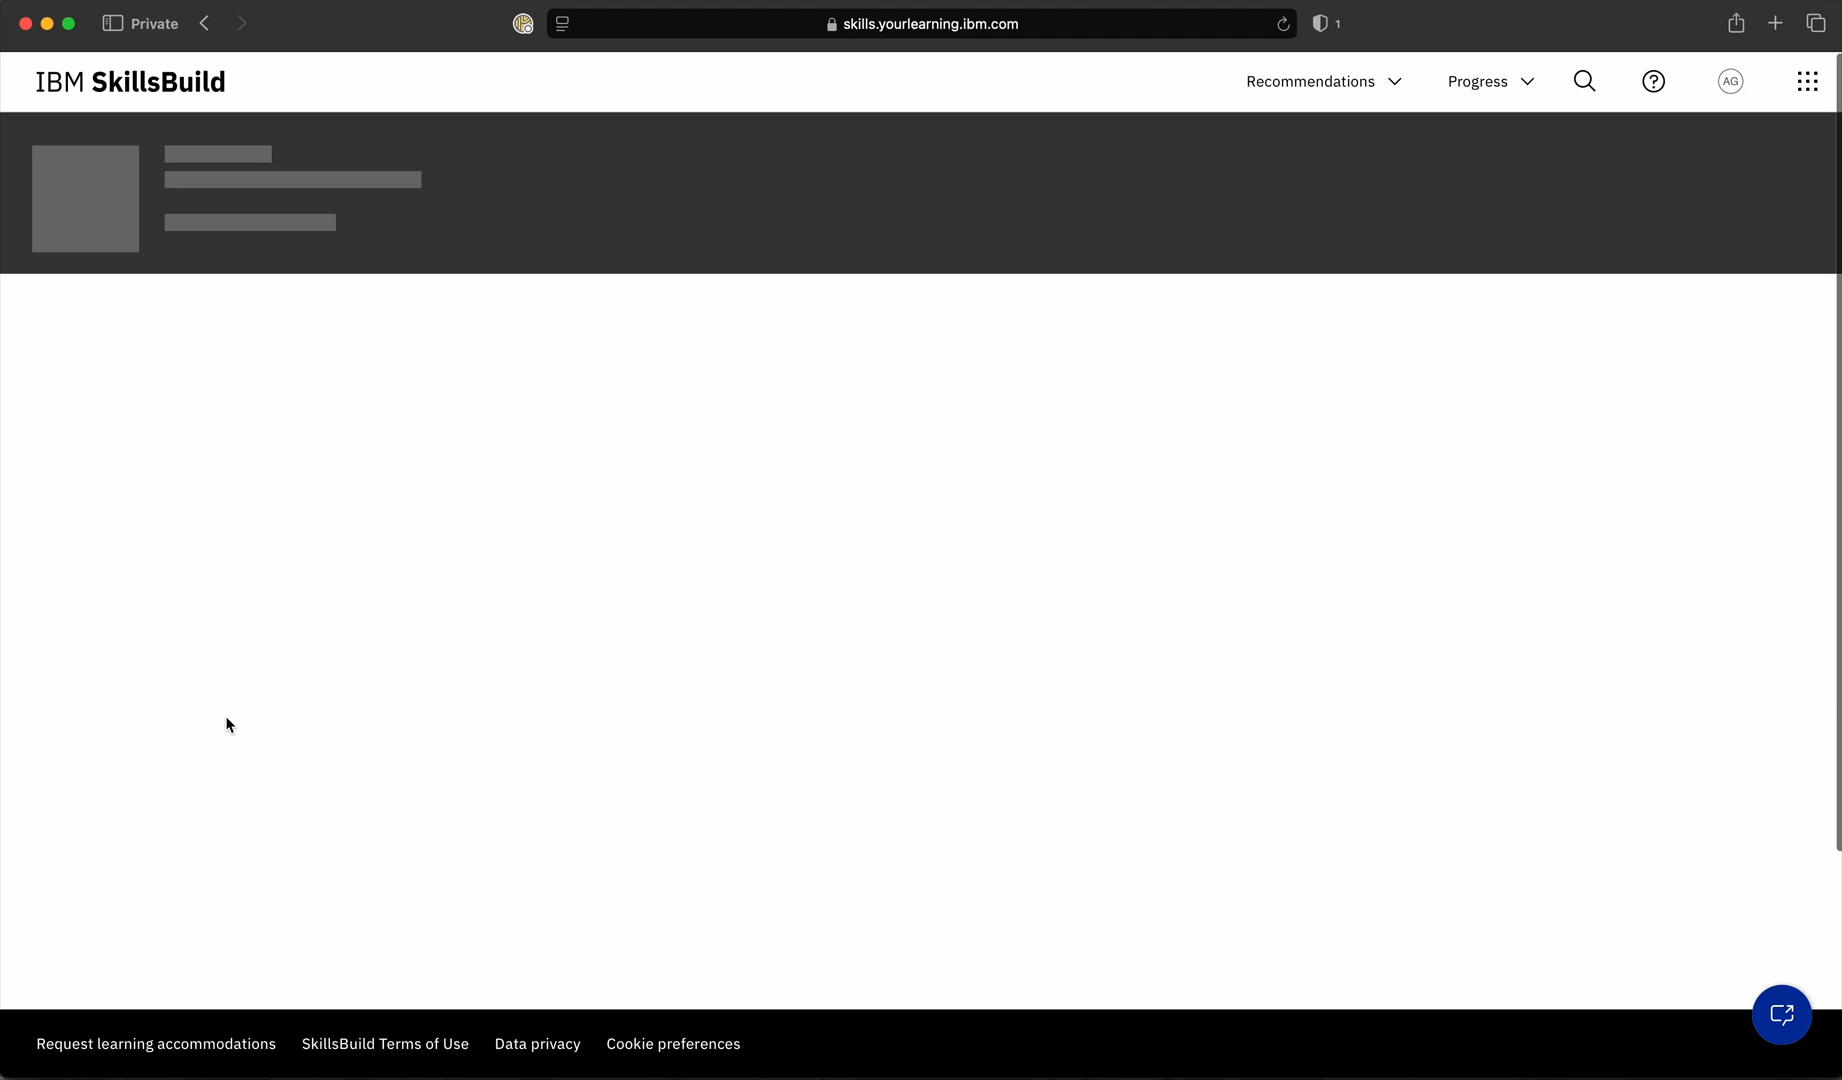 Private
skills.yourlearning.ibm.com
1
IBM SkillsBuild
Recommendations
Progress
AG
Request learning accommodations
SkillsBuild Terms of Use
Data privacy
Cookie preferences